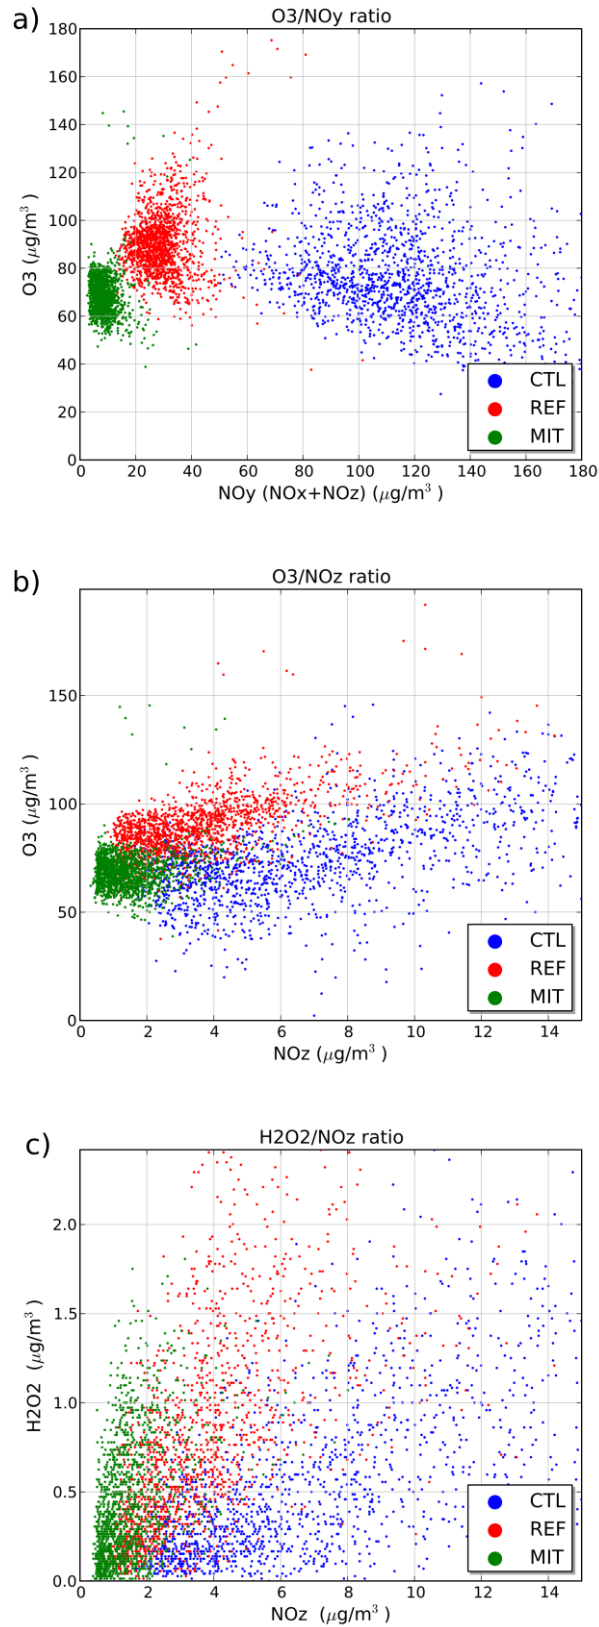 a)
O3/NOy ratio
180
160
140
120
100
80
60
40
20
0
O3 (μg/m³)
0 20 40 60 80 100 120 140 160 180
NOy (NOx+NOz) (μg/m³)
CTL
REF
MIT
b)
O3/NOz ratio
150
100
50
0
O3 (μg/m³)
0 2 4 6 8 10 12 14
NOz (μg/m³)
CTL
REF
MIT
c)
H2O2/NOz ratio
2.0
1.5
1.0
0.5
0.0
H2O2 (μg/m³)
0 2 4 6 8 10 12 14
NOz (μg/m³)
CTL
REF
MIT